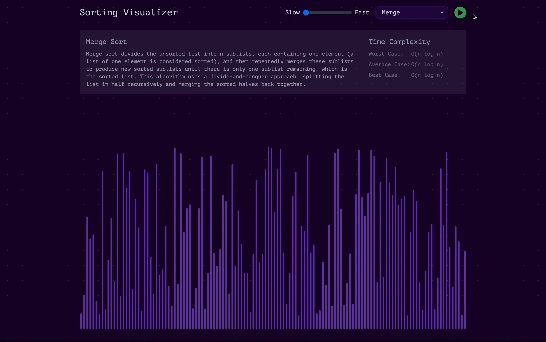 Sorting Visualizer
Slow Fast Merge
Merge Sort
Merge sort divides the unsorted list into n sublists, each containing one element (a
list of one element is considered sorted), and then repeatedly merges these sublists
to produce new sorted sublists until there is only one sublist remaining, which is
the sorted list. This algorithm uses a divide-and-conquer approach, splitting the
list in half recursively and merging the sorted halves back together.
Time Complexity
Worst Case: O(n log n)
Average Case: O(n log n)
Best Case: O(n log n)